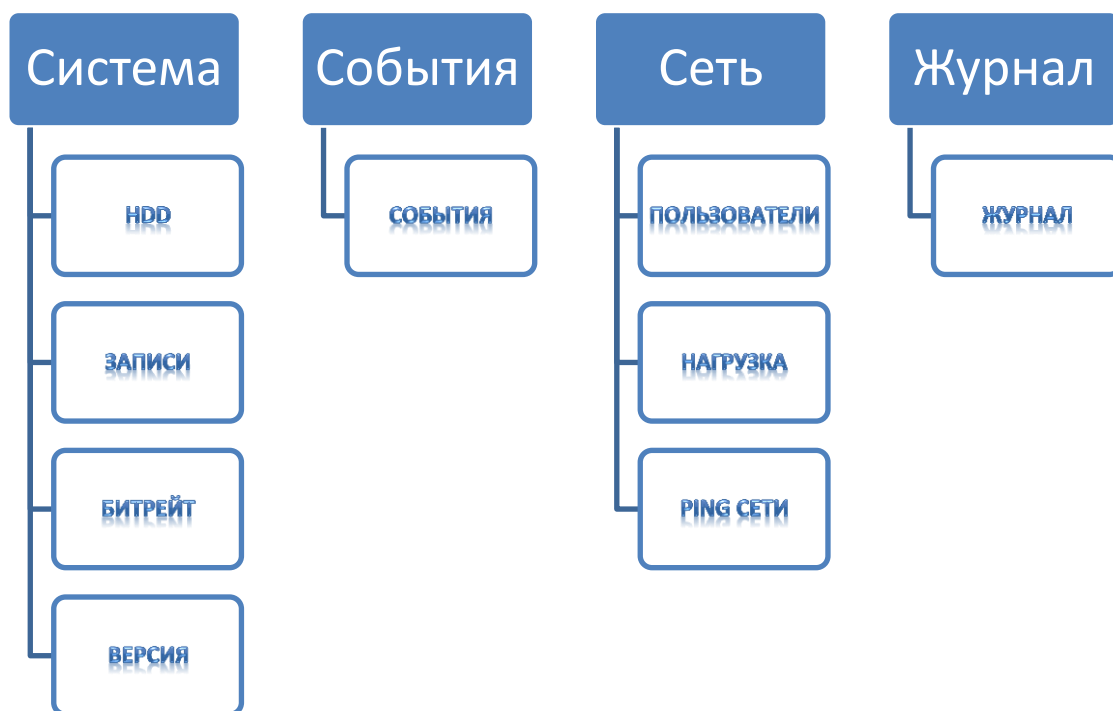 Система
HDD
ЗАПИСИ
БИТРЕЙТ
ВЕРСИЯ
События
СОБЫТИЯ
Сеть
ПОЛЬЗОВАТЕЛИ
НАГРУЗКА
PING СЕТИ
Журнал
ЖУРНАЛ